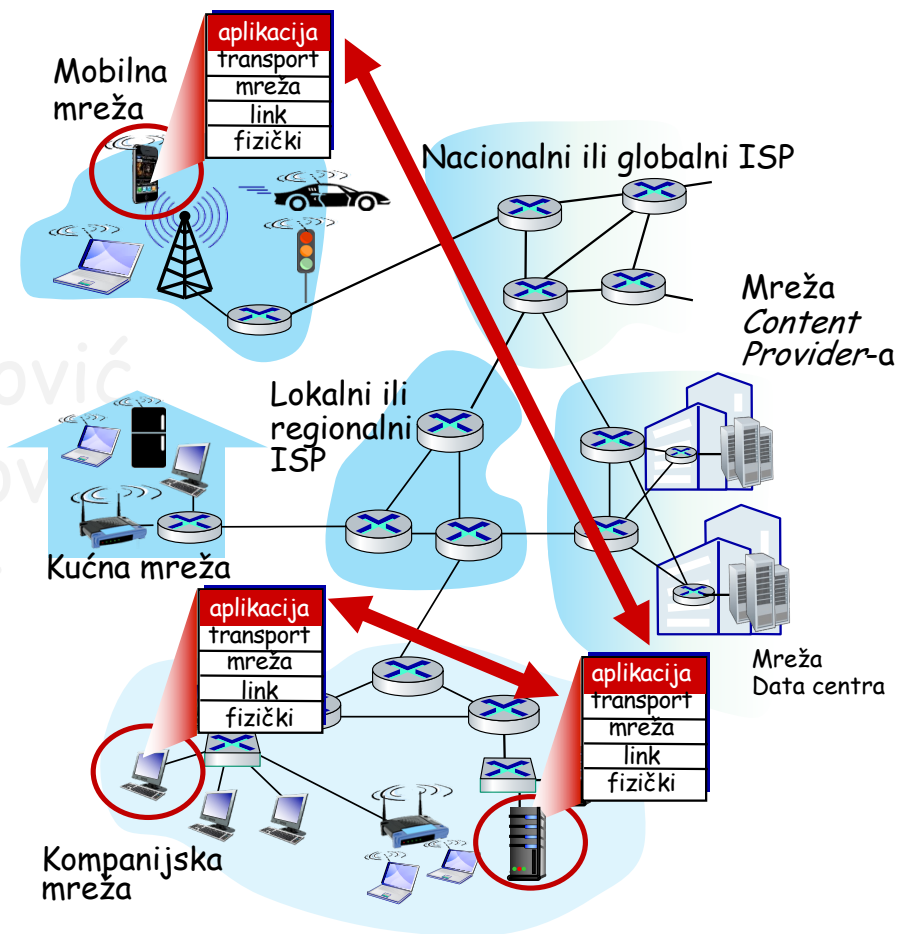 aplikacija
transport
mreža
link
fizički
Mobilna
mreža
Nacionalni ili globalni ISP
Mreža
Content
Provider-a
ović
Lokalni ili
regionalni
ISP
Kućna mreža
aplikacija
transport
mreža
link
fizički
aplikacija
transport
mreža
link
fizički
Mreža
Data centra
Kompanijska
mreža